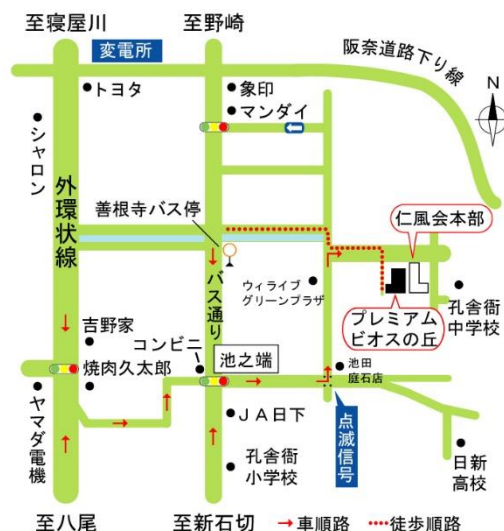 至寝屋川
至野崎
変電所
阪奈道路下り線
トヨタ
象印
マンダイ
N
シャロン
外環状線
善根寺バス停
仁風会本部
バス通り
ウィライブ
グリーンプラザ
孔舎衙
中学校
プレミアム
ビオスの丘
吉野家
コンビニ
池之端
焼肉久太郎
池田
庭石店
ヤマダ電機
JA日下
点滅信号
孔舎衙
小学校
日新
高校
至八尾
至新石切
車順路
徒歩順路